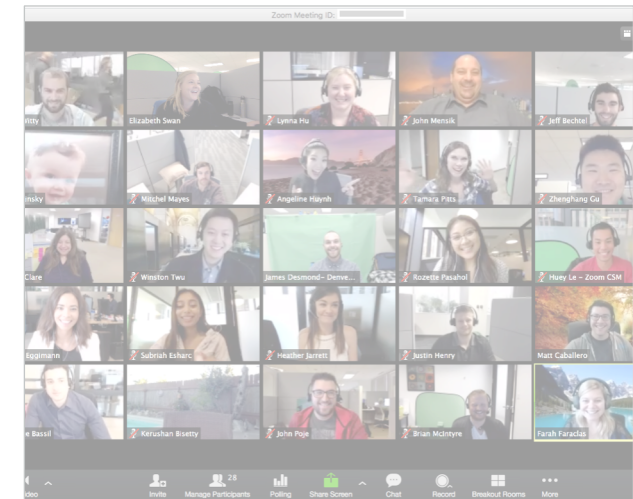 Zoom Meeting ID:
itty
Elizabeth Swan
Lynna Hu
John Mensik
Jeff Bechtel
nsky
Mitchel Mayes
Angeline Huynh
Tamara Pitts
Zhenghang Gu
Clare
Winston Twu
James Desmond- Denve...
Rozette Pasahol
Huey Le - Zoom CSM
Eggimann
Subriah Esharc
Heather Jarrett
Justin Henry
Matt Caballero
e Bassil
Kerushan Bisetty
John Poje
Brian McIntyre
Farah Faraclas
28
ideo
Invite
Manage Participants
Polling
Share Screen
Chat
Record
Breakout Rooms
More